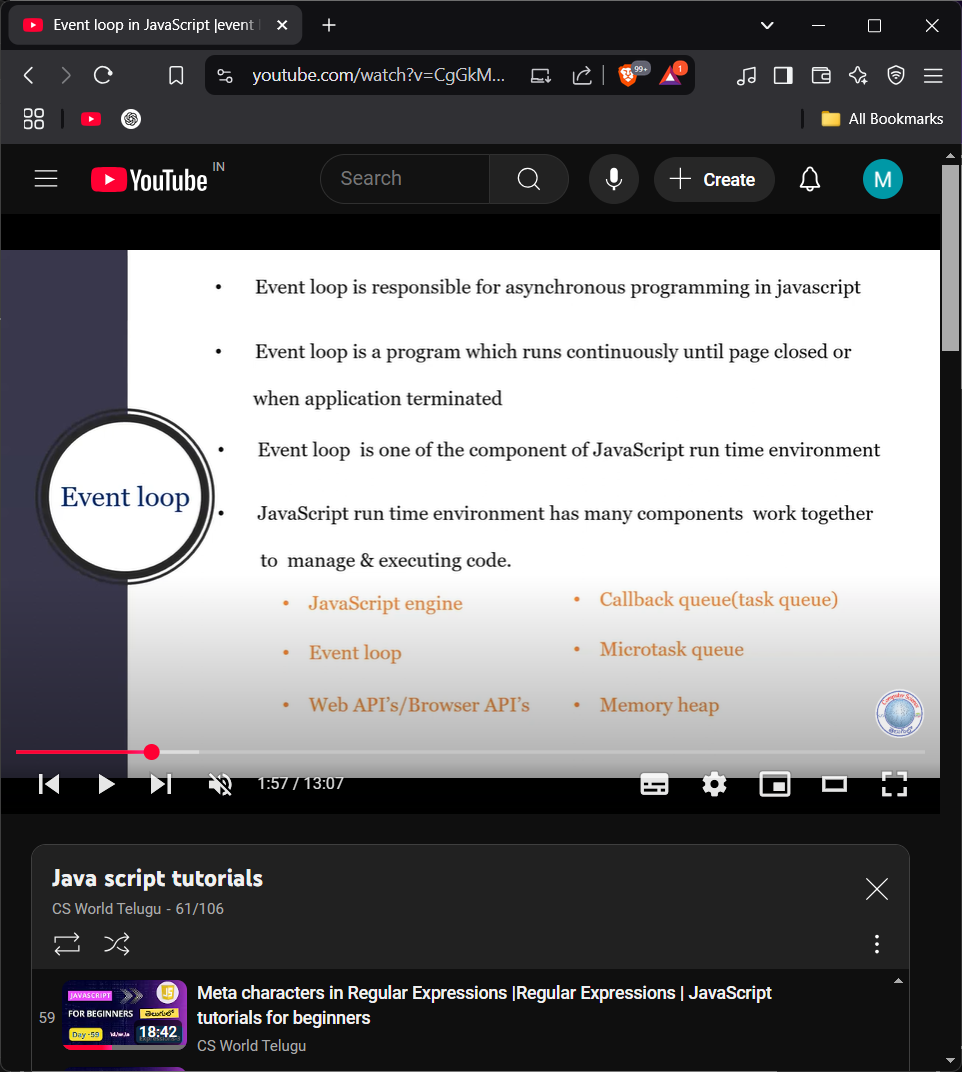 Event loop in JavaScript |event
youtube.com/watch?v=CgGkM...
99+
1
All Bookmarks
YouTube IN
Search
Create
M
• Event loop is responsible for asynchronous programming in javascript
• Event loop is a program which runs continuously until page closed or
when application terminated
• Event loop is one of the component of JavaScript run time environment
Event loop
• JavaScript run time environment has many components work together
to manage & executing code.
• JavaScript engine
• Event loop
• Web API's/Browser API's
• Callback queue(task queue)
• Microtask queue
• Memory heap
Computer Science
1:57 / 13:07
Java script tutorials
CS World Telugu - 61/106
59
JAVASCRIPT
JS
FOR BEGINNERS
తెలుగులో
Day -59
18:42
Meta characters in Regular Expressions |Regular Expressions | JavaScript
tutorials for beginners
CS World Telugu